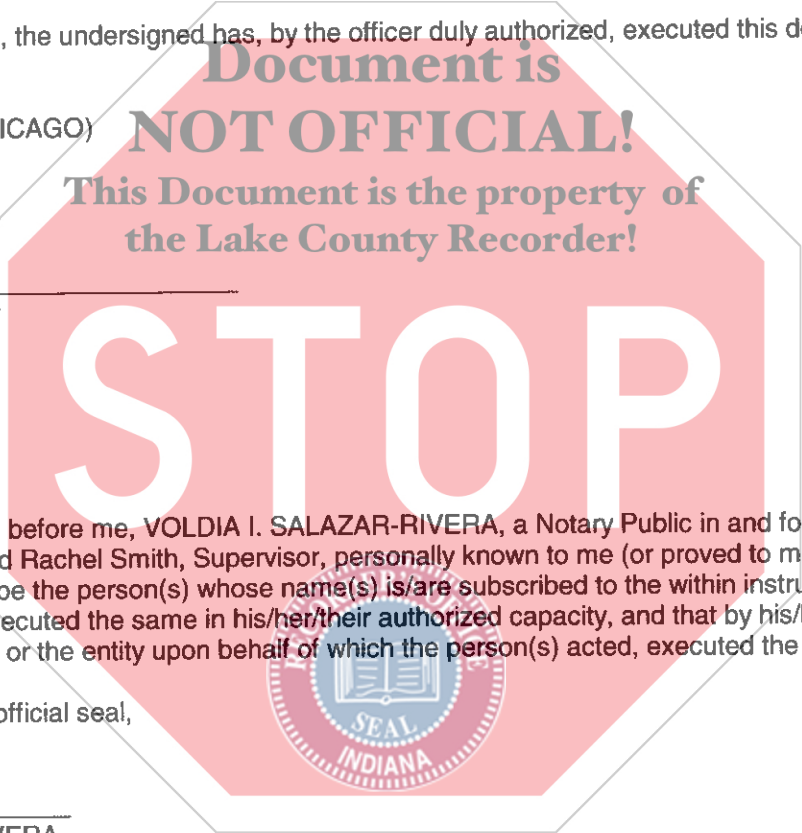 , the undersigned has, by the officer duly authorized, executed this d
Document is
ICAGO)
NOT OFFICIAL!
This Document is the property of
the Lake County Recorder!
STOP
before me, VOLDIA I. SALAZAR-RIVERA, a Notary Public in and fo
d Rachel Smith, Supervisor, personally known to me (or proved to m
be the person(s) whose name(s) is/are subscribed to the within instru
ecuted the same in his/her/their authorized capacity, and that by his/
or the entity upon behalf of which the person(s) acted, executed the
official seal,
SEAL
INDIANA